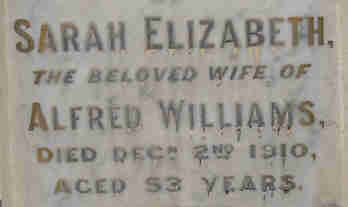 SARAH ELIZABETH,
THE BELOVED WIFE OF
ALFRED WILLIAMS,
DIED DECR 2ND 1910,
AGED 53 YEARS.